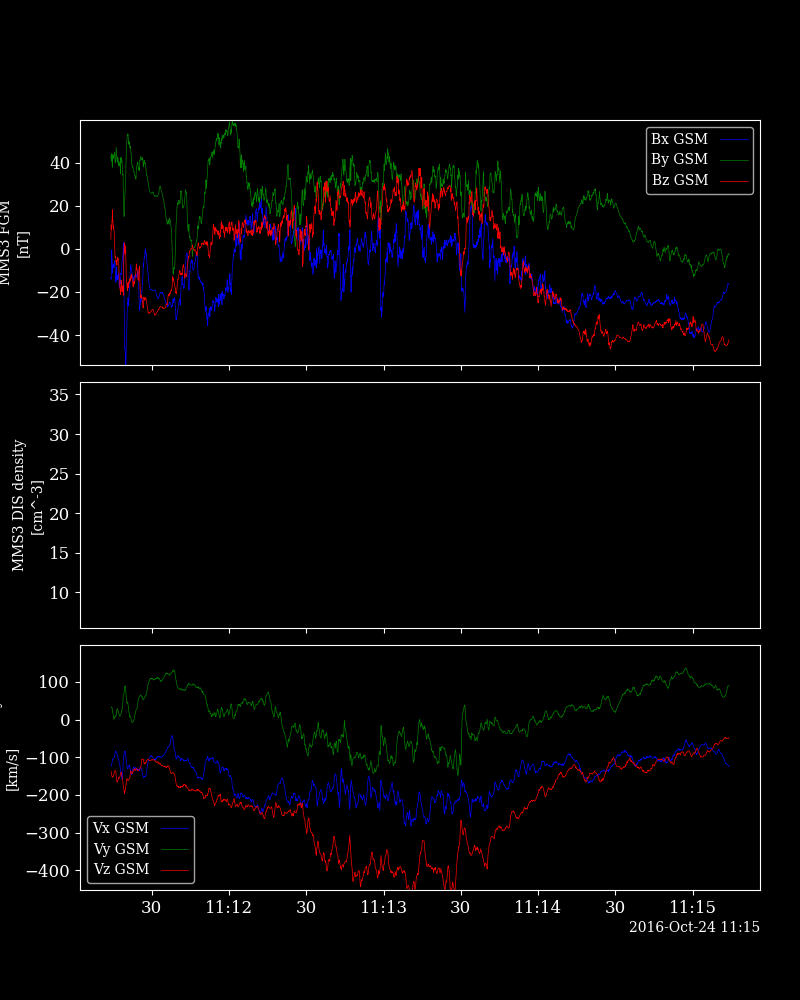 Bx GSM
By GSM
Bz GSM
40
20
0
−20
−40
MMS3 FGM
[nT]
35
30
25
20
15
10
MMS3 DIS density
[cm^-3]
100
0
−100
−200
−300
−400
[km/s]
Vx GSM
Vy GSM
Vz GSM
30
11:12
30
11:13
30
11:14
30
11:15
2016-Oct-24 11:15